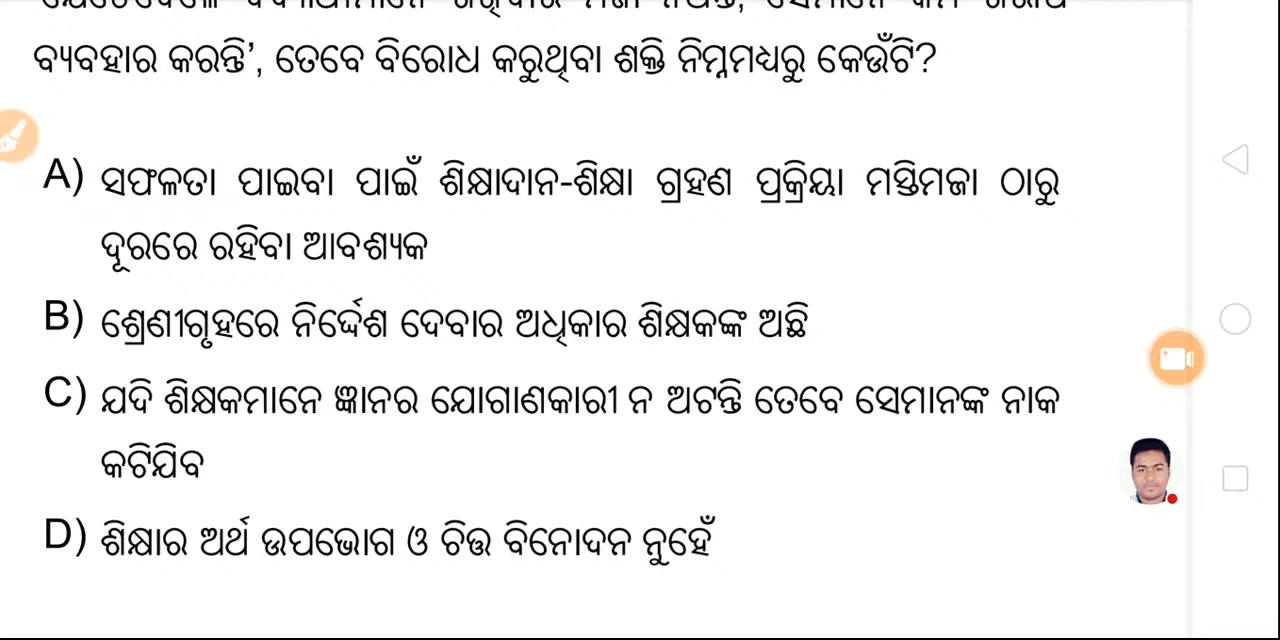 ବ୍ୟବହାର କରନ୍ତି’, ତେବେ ବିରୋଧ କରୁଥିବା ଶକ୍ତି ନିମ୍ନମଧ୍ୟରୁ କେଉଁଟି?
A) ସଫଳତା ପାଇବା ପାଇଁ ଶିକ୍ଷାଦାନ-ଶିକ୍ଷା ଗ୍ରହଣ ପ୍ରକ୍ରିୟା ମସ୍ତିମଜା ଠାରୁ
ଦୂରରେ ରହିବା ଆବଶ୍ୟକ
B) ଶ୍ରେଣୀଗୃହରେ ନିର୍ଦ୍ଦେଶ ଦେବାର ଅଧିକାର ଶିକ୍ଷକଙ୍କ ଅଛି
C) ଯଦି ଶିକ୍ଷକମାନେ ଜ୍ଞାନର ଯୋଗାଣକାରୀ ନ ଅଟନ୍ତି ତେବେ ସେମାନଙ୍କ ନାକ
କଟିଯିବ
D) ଶିକ୍ଷାର ଅର୍ଥ ଉପଭୋଗ ଓ ଚିତ୍ତ ବିନୋଦନ ନୁହେଁ